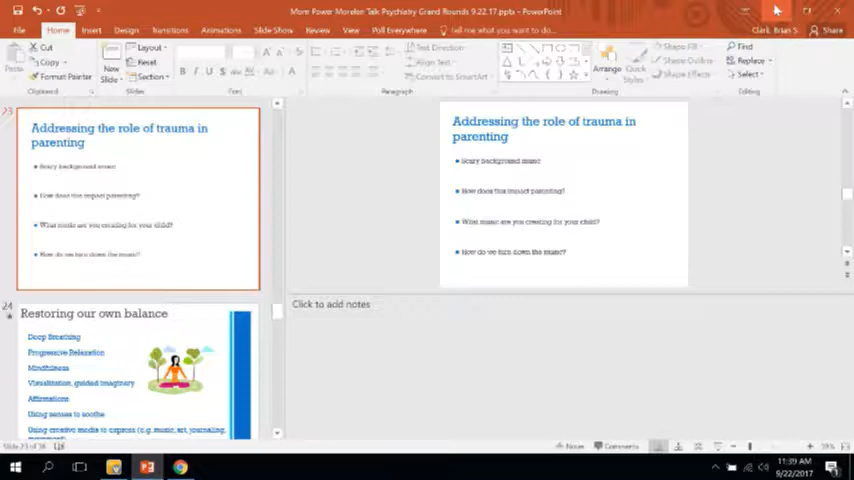 More Power Morelen Talk Psychiatry Grand Rounds 9.22.17.pptx - PowerPoint
File
Home
Insert
Design
Transitions
Animations
Slide Show
Review
View
Poll Everywhere
Tell me what you want to do...
Clark, Brian S.
Share
Paste
Cut
Copy
Format Painter
Clipboard
New
Slide
Layout
Reset
Section
Slides
Font
Text Direction
Align Text
Convert to SmartArt
Paragraph
Arrange
Quick
Styles
Shape Fill
Shape Outline
Shape Effects
Drawing
Find
Replace
Select
Editing
23
Addressing the role of trauma in
parenting
Scary background music
How does this impact parenting?
What music are you creating for your child?
How do we turn down the music?
24
Restoring our own balance
Deep Breathing
Progressive Relaxation
Mindfulness
Visualization, guided imaginary
Affirmations
Using senses to soothe
Using creative media to express (e.g. music, art, journaling,
Addressing the role of trauma in
parenting
Scary background music
How does this impact parenting?
What music are you creating for your child?
How do we turn down the music?
Click to add notes
Slide 23 of 36
Notes
Comments
11:39 AM
9/22/2017